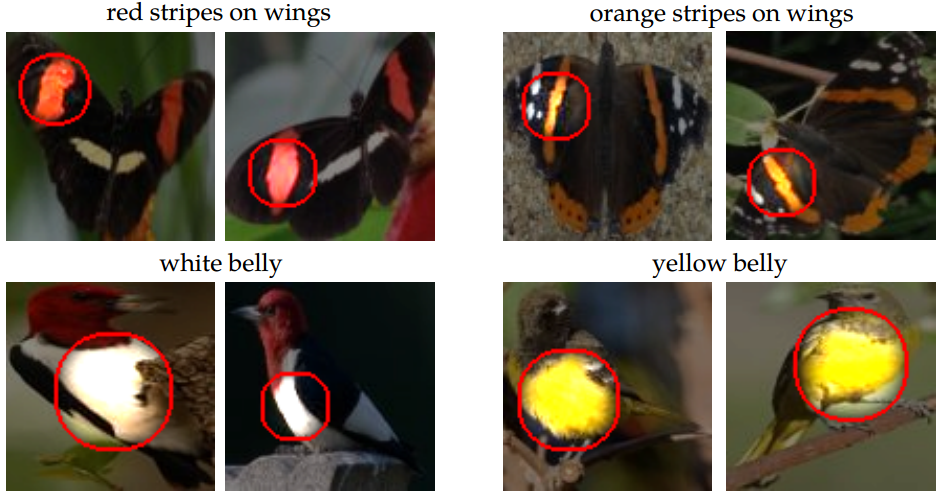 red stripes on wings
orange stripes on wings
white belly
yellow belly